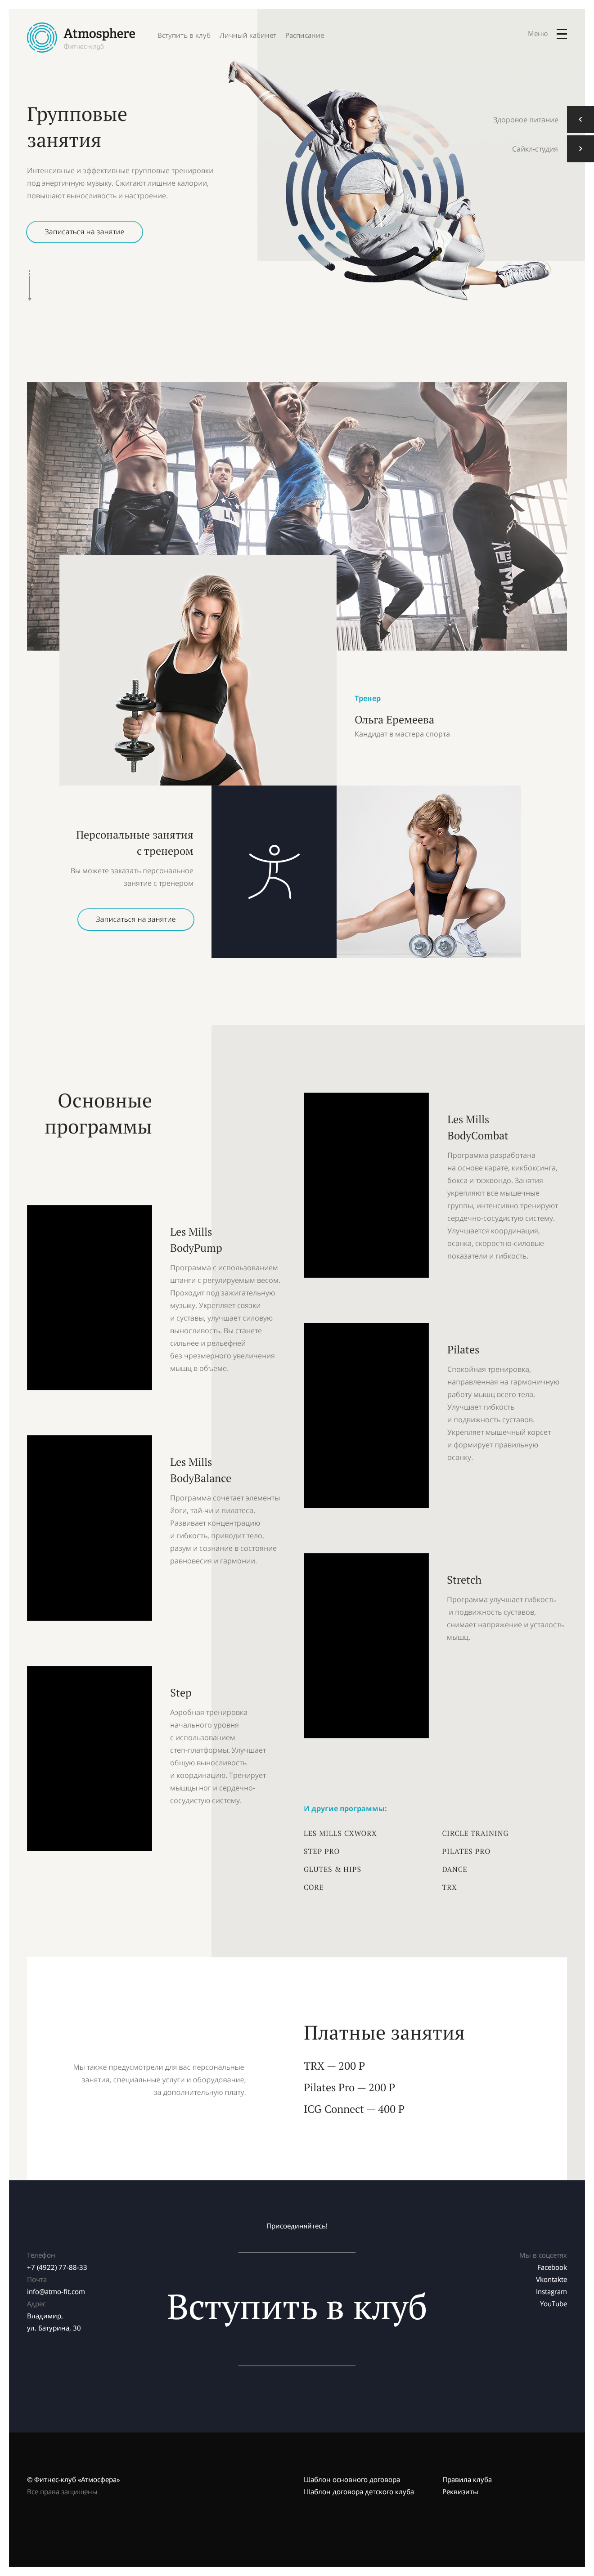 Atmosphere
Фитнес-клуб
Вступить в клуб
Личный кабинет
Расписание
Меню
Групповые
занятия
Интенсивные и эффективные групповые тренировки
под энергичную музыку. Сжигают лишние калории,
повышают выносливость и настроение.
Записаться на занятие
Здоровое питание
Сайкл-студия
LA
Тренер
Ольга Еремеева
Кандидат в мастера спорта
Персональные занятия
с тренером
Вы можете заказать персональное
занятие с тренером
Записаться на занятие
Основные
программы
Les Mills
BodyCombat
Программа разработана
на основе карате, кикбоксинга,
бокса и тхэквондо. Занятия
укрепляют все мышечные
группы, интенсивно тренируют
сердечно-сосудистую систему.
Улучшается координация,
осанка, скоростно-силовые
показатели и гибкость.
Les Mills
BodyPump
Программа с использованием
штанги с регулируемым весом.
Проходит под зажигательную
музыку. Укрепляет связки
и суставы, улучшает силовую
выносливость. Вы станете
сильнее и рельефней
без чрезмерного увеличения
мышц в объеме.
Pilates
Спокойная тренировка,
направленная на гармоничную
работу мышц всего тела.
Улучшает гибкость
и подвижность суставов.
Укрепляет мышечный корсет
и формирует правильную
осанку.
Les Mills
BodyBalance
Программа сочетает элементы
йоги, тай-чи и пилатеса.
Развивает концентрацию
и гибкость, приводит тело,
разум и сознание в состояние
равновесия и гармонии.
Stretch
Программа улучшает гибкость
и подвижность суставов,
снимает напряжение и усталость
мышц.
Step
Аэробная тренировка
начального уровня
с использованием
степ-платформы. Улучшает
общую выносливость
и координацию. Тренирует
мышцы ног и сердечно-
сосудистую систему.
И другие программы:
LES MILLS CXWORX
STEP PRO
GLUTES & HIPS
CORE
CIRCLE TRAINING
PILATES PRO
DANCE
TRX
Мы также предусмотрели для вас персональные
занятия, специальные услуги и оборудование,
за дополнительную плату.
Платные занятия
TRX — 200 Р
Pilates Pro — 200 Р
ICG Connect — 400 Р
Присоединяйтесь!
Вступить в клуб
Телефон
+7 (4922) 77-88-33
Почта
info@atmo-fit.com
Адрес
Владимир,
ул. Батурина, 30
Мы в соцсетях
Facebook
Vkontakte
Instagram
YouTube
© Фитнес-клуб «Атмосфера»
Все права защищены
Шаблон основного договора
Шаблон договора детского клуба
Правила клуба
Реквизиты